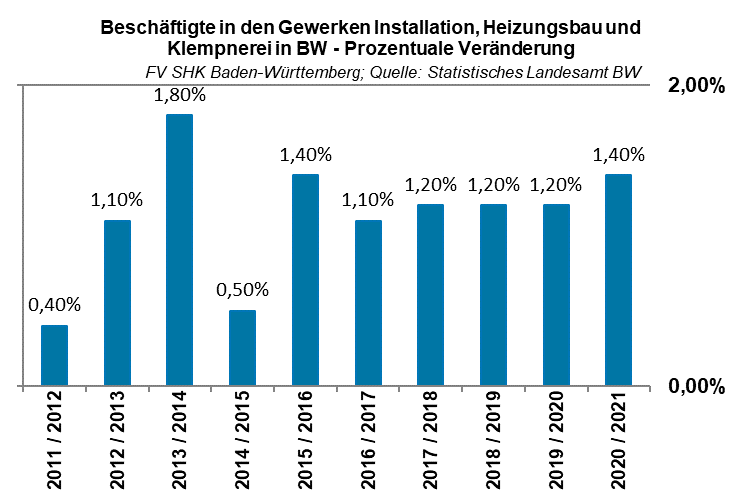 Beschäftigte in den Gewerken Installation, Heizungsbau und
Klempnerei in BW - Prozentuale Veränderung
FV SHK Baden-Württemberg; Quelle: Statistisches Landesamt BW
2,00%
0,40%
1,10%
1,80%
0,50%
1,40%
1,10%
1,20%
1,20%
1,20%
1,40%
0,00%
2011 / 2012
2012 / 2013
2013 / 2014
2014 / 2015
2015 / 2016
2016 / 2017
2017 / 2018
2018 / 2019
2019 / 2020
2020 / 2021